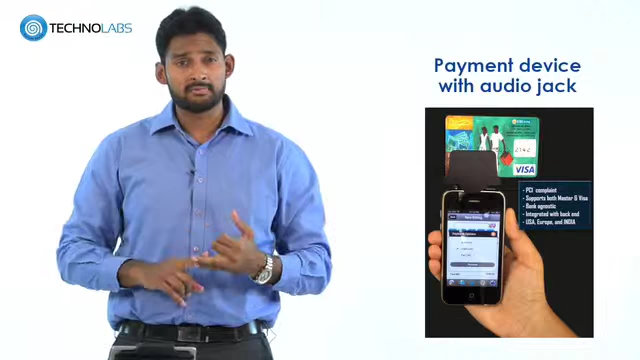 TECHNOLABS
Payment device
with audio jack
2142
VISA
PCI complaint
Supports both Master & Visa
Bank agnostic
Integrated with back end
USA, Europe, and INDIA